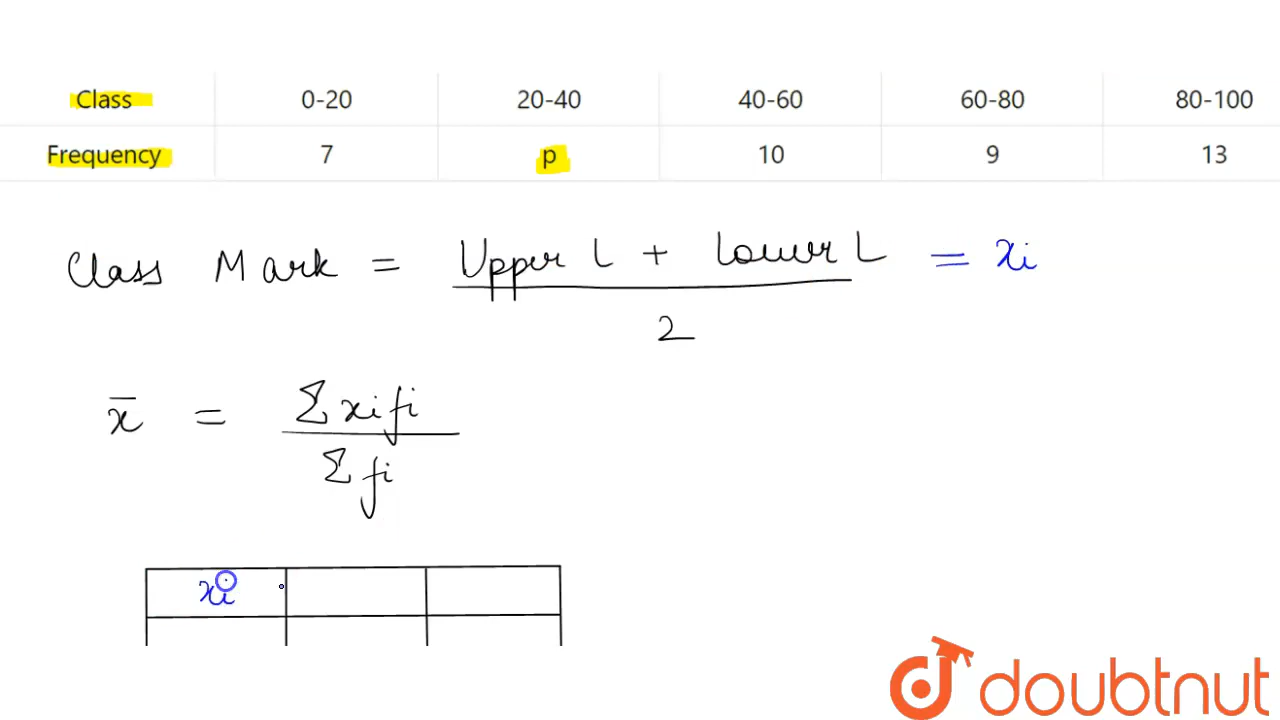 Class 0-20 20-40 40-60 60-80 80-100
Frequency 7 p 10 9 13
Class Mark = Upper L + Lower L = xi
2
x̄ = Σxifi
Σfi
xi
doubtnut